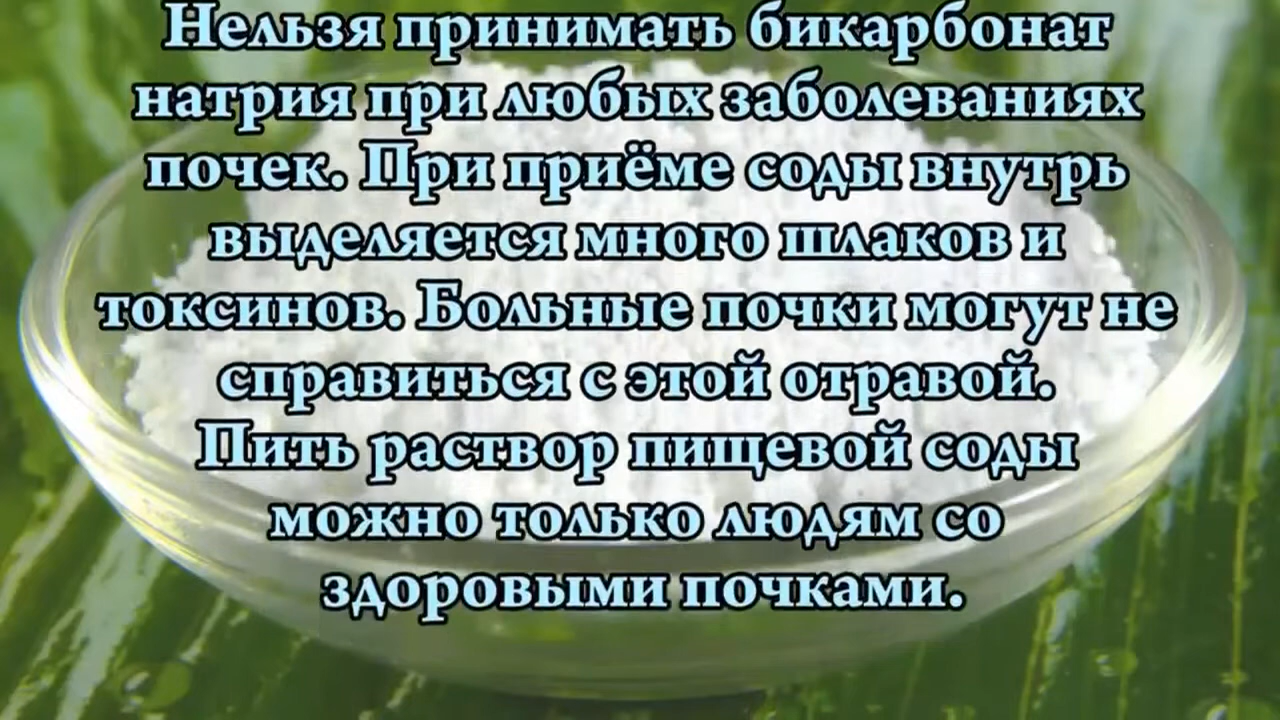 Нельзя принимать бикарбонат
натрия при любых заболеваниях
почек. При приёме соды внутрь
выделяется много шлаков и
токсинов. Больные почки могут не
справиться с этой отравой.
Пить раствор пищевой соды
можно только людям со
здоровыми почками.